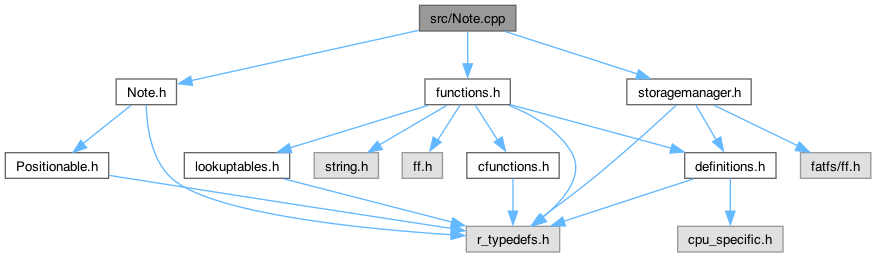 src/Note.cpp
Note.h
functions.h
storagemanager.h
Positionable.h
lookuptables.h
string.h
ff.h
cfunctions.h
definitions.h
fatfs/ff.h
r_typedefs.h
cpu_specific.h